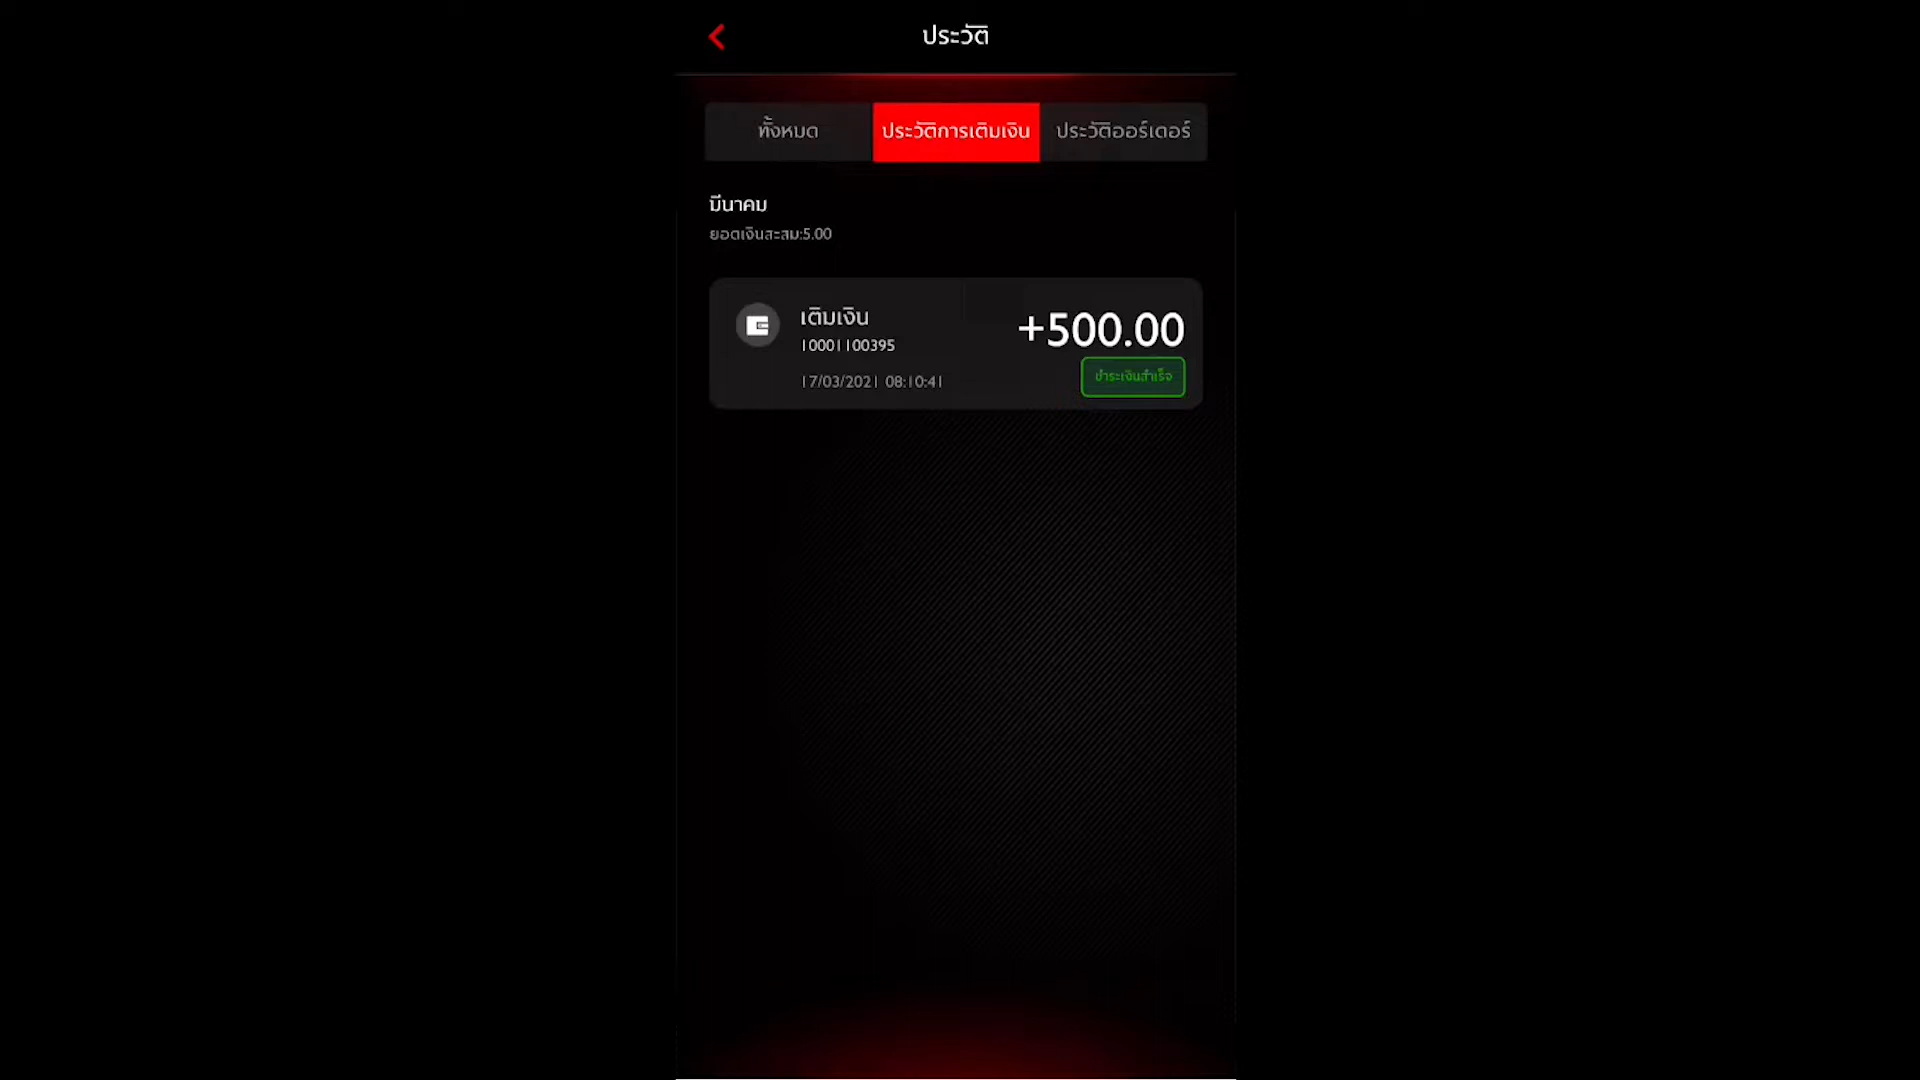 ประวัติ
ทั้งหมด
ประวัติการเติมเงิน
ประวัติออร์เดอร์
มีนาคม
ยอดเงินสะสม:5.00
เติมเงิน
+500.00
10001100395
17/03/2021 08:10:41
ชำระเงินสำเร็จ